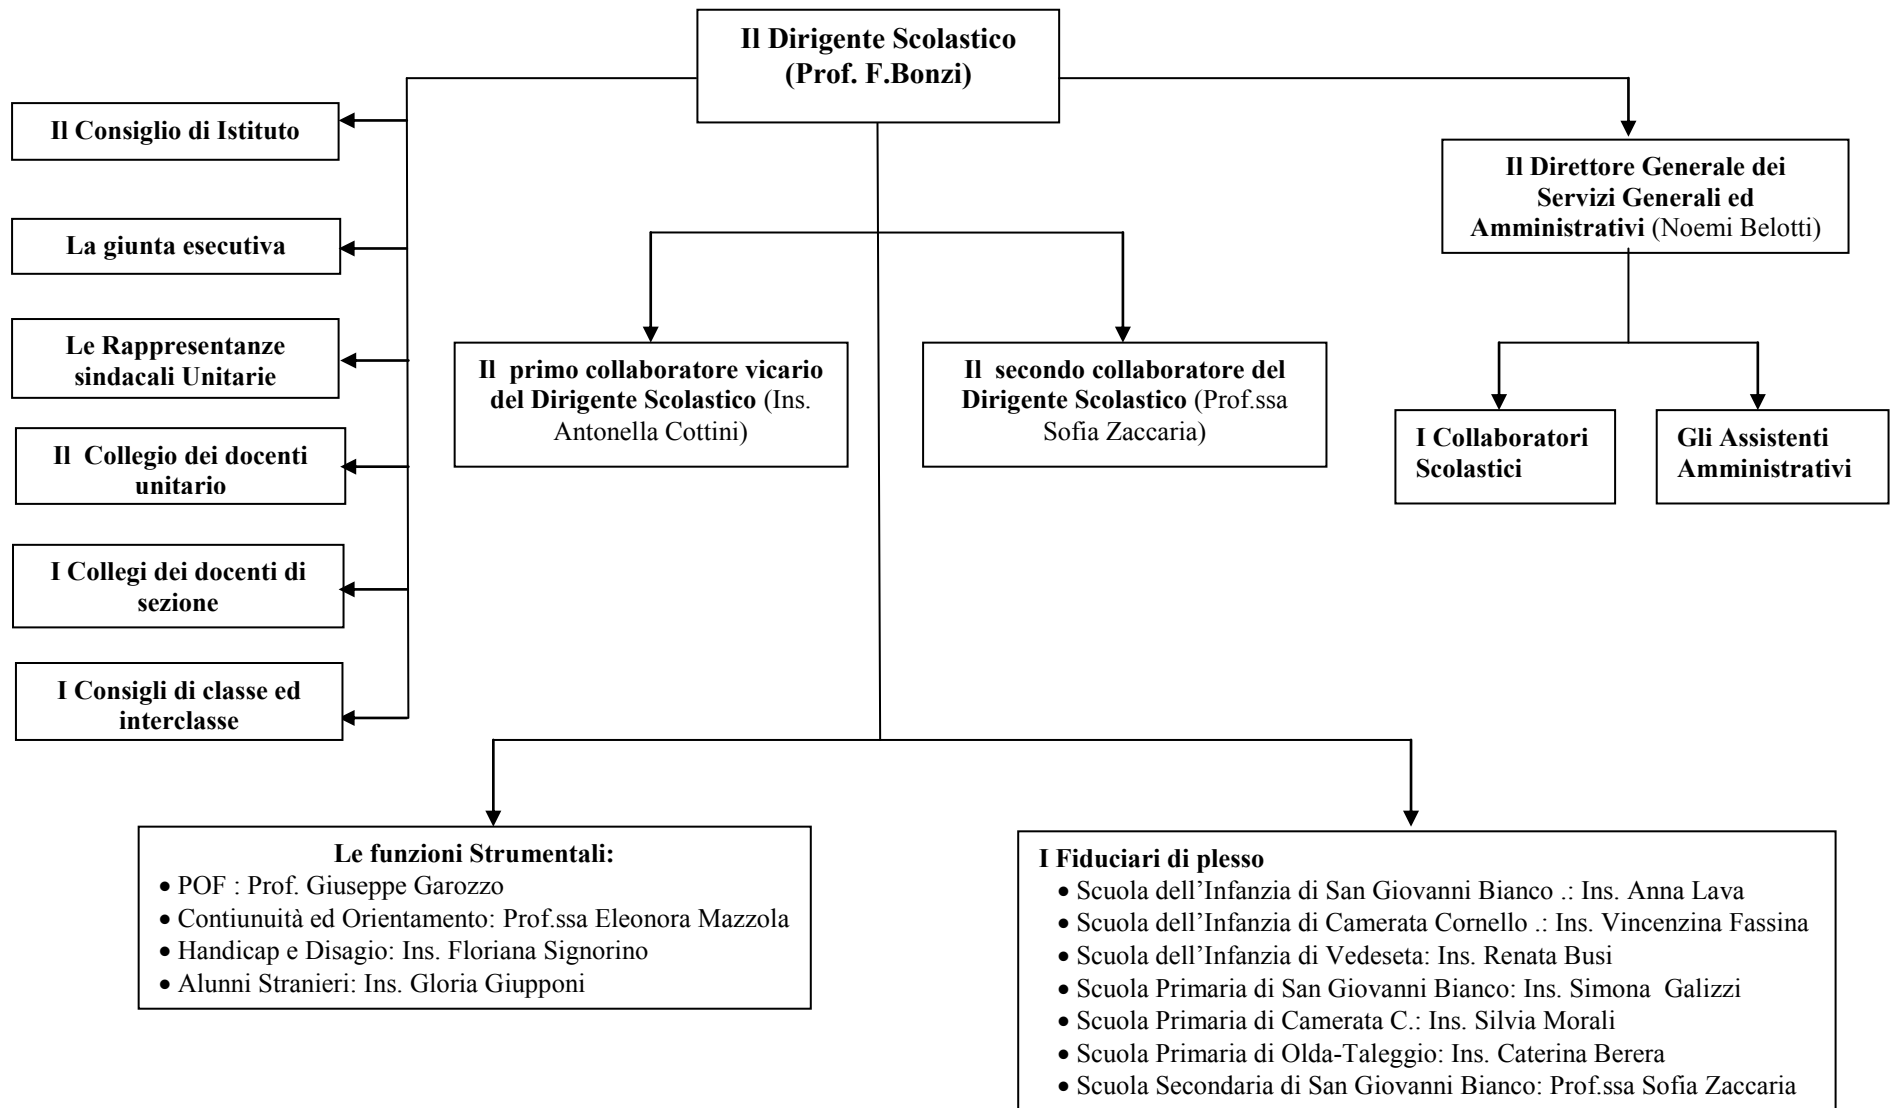 Il Dirigente Scolastico
(Prof. F.Bonzi)
Il Consiglio di Istituto
La giunta esecutiva
Le Rappresentanze
sindacali Unitarie
Il Collegio dei docenti
unitario
I Collegi dei docenti di
sezione
I Consigli di classe ed
interclasse
Il primo collaboratore vicario
del Dirigente Scolastico (Ins.
Antonella Cottini)
Il secondo collaboratore del
Dirigente Scolastico (Prof.ssa
Sofia Zaccaria)
Il Direttore Generale dei
Servizi Generali ed
Amministrativi (Noemi Belotti)
I Collaboratori
Scolastici
Gli Assistenti
Amministrativi
Le funzioni Strumentali:
• POF : Prof. Giuseppe Garozzo
• Contiunuità ed Orientamento: Prof.ssa Eleonora Mazzola
• Handicap e Disagio: Ins. Floriana Signorino
• Alunni Stranieri: Ins. Gloria Giupponi
I Fiduciari di plesso
• Scuola dell’Infanzia di San Giovanni Bianco .: Ins. Anna Lava
• Scuola dell’Infanzia di Camerata Cornello .: Ins. Vincenzina Fassina
• Scuola dell’Infanzia di Vedeseta: Ins. Renata Busi
• Scuola Primaria di San Giovanni Bianco: Ins. Simona Galizzi
• Scuola Primaria di Camerata C.: Ins. Silvia Morali
• Scuola Primaria di Olda-Taleggio: Ins. Caterina Berera
• Scuola Secondaria di San Giovanni Bianco: Prof.ssa Sofia Zaccaria